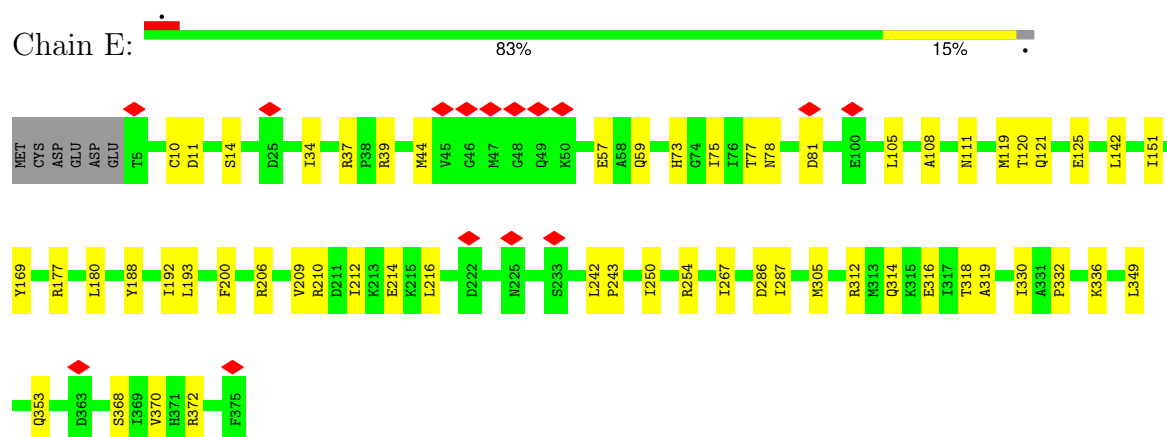 Chain E:
83% 15%
MET CYS ASP GLU ASP GLU T5 C10 D11 S14 D25 I34 R37 P38 R39 M44 V45 G46 M47 G48 Q49 K50 E57 A58 Q59 H73 G74 I75 I76 T77 N78 D81 E100 L105 A108 N111 M119 T120 Q121 E125 L142 I151
Y169 R177 L180 Y188 I192 L193 F200 R206 V209 R210 D211 I212 K213 E214 K215 L216 D222 N225 S233 L242 P243 I250 R254 I267 D286 I287 M305 R312 M313 Q314 K315 E316 I317 T318 A319 I330 A331 P332 K336 L349
Q353 D363 S368 I369 V370 H371 R372 F375